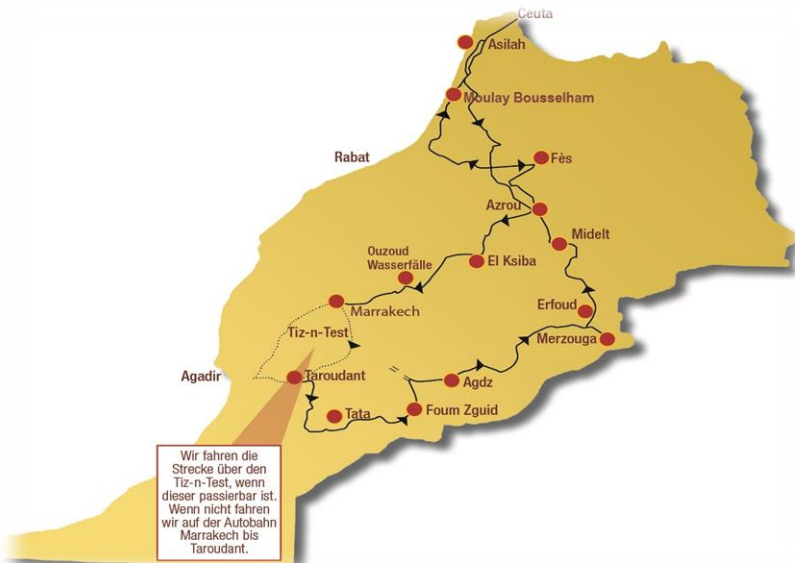 Ceuta
Asilah
Moulay Bousselham
Rabat
Fès
Azrou
Midelt
Ouzoud
Wasserfälle
El Ksiba
Marrakech
Erfoud
Tiz-n-Test
Merzouga
Agadir
Taroudant
Agdz
Tata
Foum Zguid
Wir fahren die
Strecke über den
Tiz-n-Test, wenn
dieser passierbar ist.
Wenn nicht fahren
wir auf der Autobahn
Marrakech bis
Taroudant.